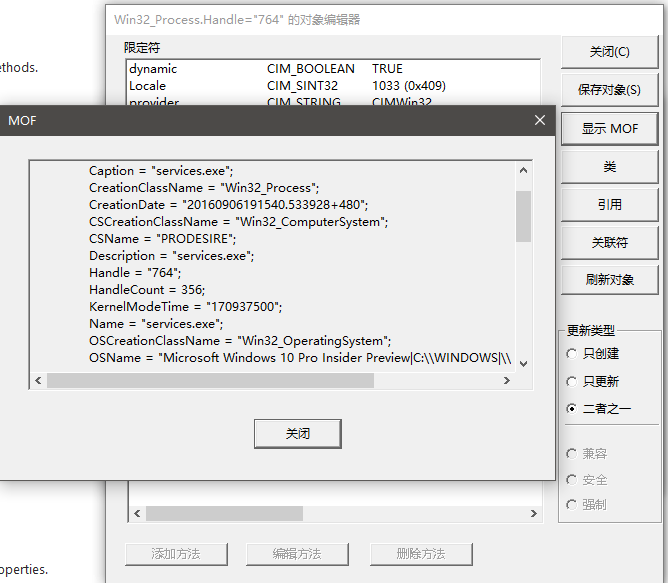 Win32_Process.Handle="764" 的对象编辑器
限定符
ethods.
dynamic CIM_BOOLEAN TRUE
Locale CIM_SINT32 1033 (0x409)
provider CIM_STRING CIMWin32
关闭(C)
保存对象(S)
显示 MOF
类
引用
关联符
刷新对象
MOF
Caption = "services.exe";
CreationClassName = "Win32_Process";
CreationDate = "20160906191540.533928+480";
CSCreationClassName = "Win32_ComputerSystem";
CSName = "PRODESIRE";
Description = "services.exe";
Handle = "764";
HandleCount = 356;
KernelModeTime = "170937500";
Name = "services.exe";
OSCreationClassName = "Win32_OperatingSystem";
OSName = "Microsoft Windows 10 Pro Insider Preview|C:\\WINDOWS|\\
关闭
更新类型
只创建
只更新
二者之一
兼容
安全
强制
添加方法
编辑方法
删除方法
operties.